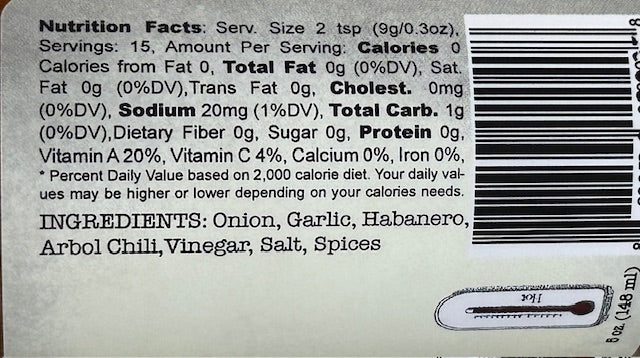 Nutrition Facts: Serv. Size 2 tsp (9g/0.3oz),
Servings: 15, Amount Per Serving: Calories 0
Calories from Fat 0, Total Fat 0g (0%DV), Sat.
Fat 0g (0%DV),Trans Fat 0g, Cholest. 0mg
(0%DV), Sodium 20mg (1%DV), Total Carb. 1g
(0%DV),Dietary Fiber 0g, Sugar 0g, Protein 0g,
Vitamin A 20%, Vitamin C 4%, Calcium 0%, Iron 0%,
* Percent Daily Value based on 2,000 calorie diet. Your daily val-
ues may be higher or lower depending on your calories needs.
INGREDIENTS: Onion, Garlic, Habanero,
Arbol Chili,Vinegar, Salt, Spices
Hot
5 oz. (148 ml)